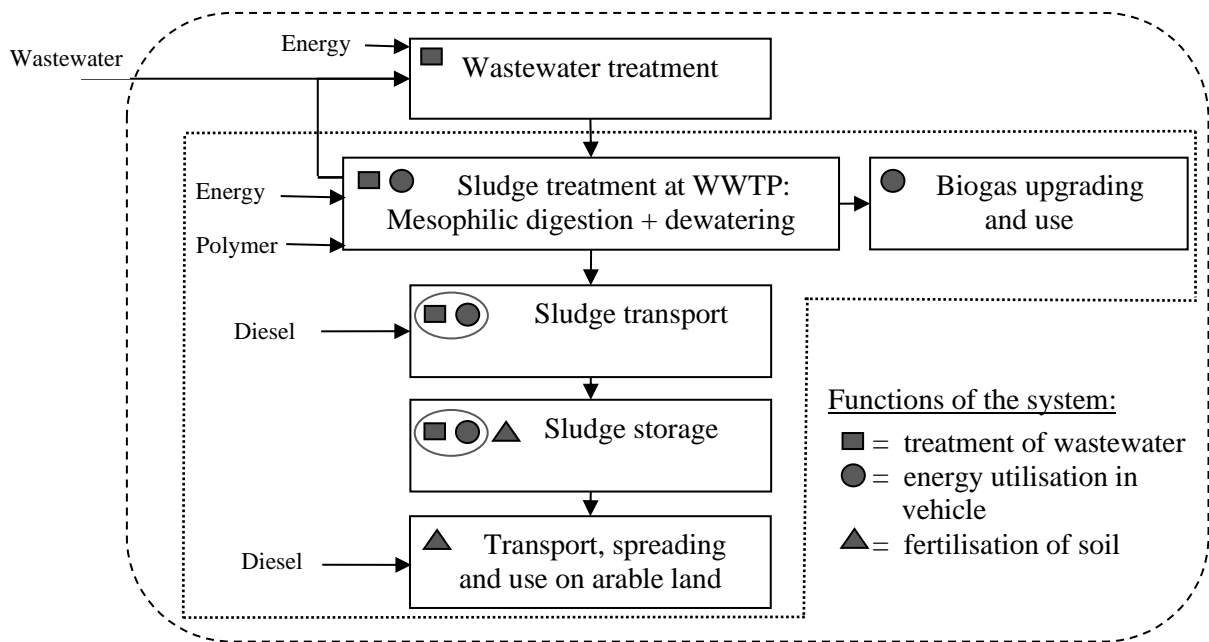 Energy
Wastewater
Wastewater treatment
Energy
Polymer
Sludge treatment at WWTP:
Mesophilic digestion + dewatering
Biogas upgrading
and use
Diesel
Sludge transport
Sludge storage
Diesel
Transport, spreading
and use on arable land
Functions of the system:
= treatment of wastewater
= energy utilisation in
vehicle
= fertilisation of soil